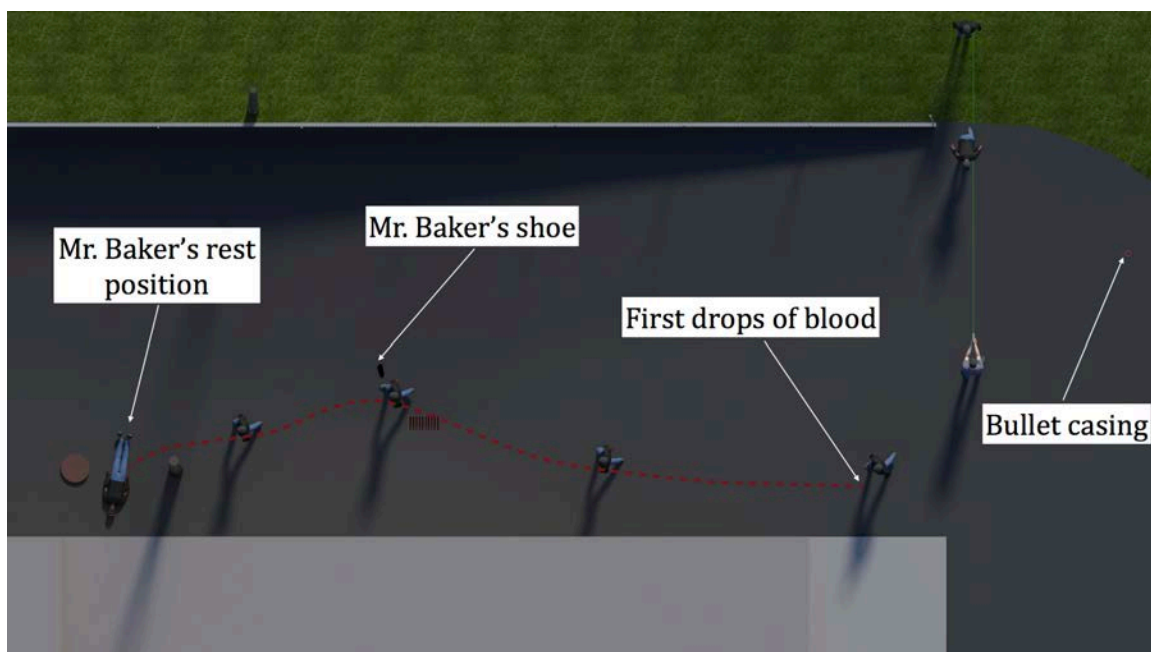 Mr. Baker’s rest
position
Mr. Baker’s shoe
First drops of blood
Bullet casing